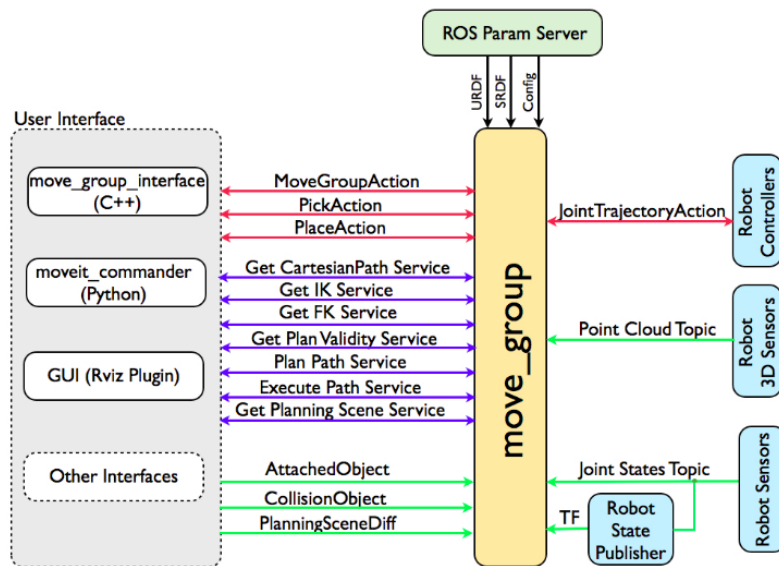 ROS Param Server
URDF
SRDF
Config
User Interface
move_group_interface
(C++)
moveit_commander
(Python)
GUI (Rviz Plugin)
Other Interfaces
MoveGroupAction
PickAction
PlaceAction
Get CartesianPath Service
Get IK Service
Get FK Service
Get Plan Validity Service
Plan Path Service
Execute Path Service
Get Planning Scene Service
AttachedObject
CollisionObject
PlanningSceneDiff
move_group
JointTrajectoryAction
Robot
Controllers
Point Cloud Topic
Robot
3D Sensors
Joint States Topic
TF
Robot
State
Publisher
Robot Sensors